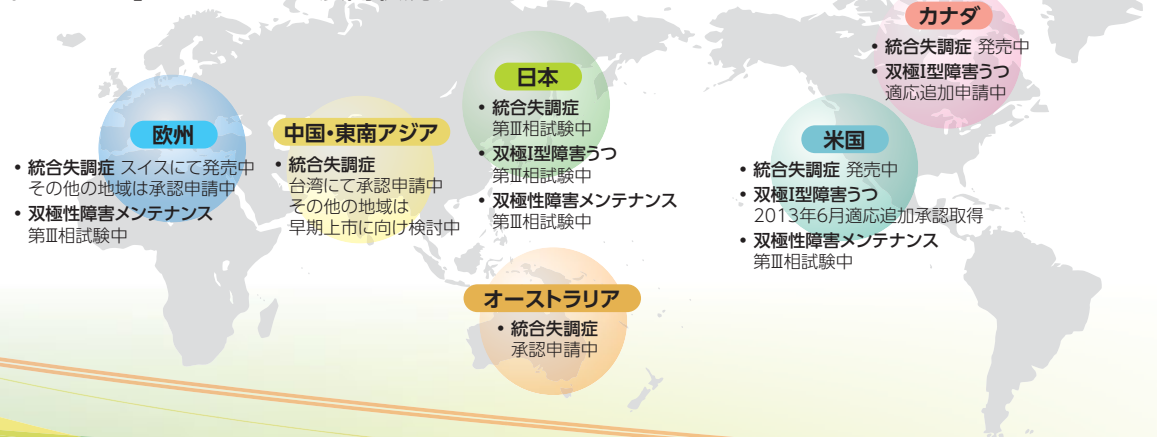 カナダ
• 統合失調症 発売中
• 双極Ⅰ型障害うつ
適応追加申請中
日本
• 統合失調症
第Ⅲ相試験中
• 双極Ⅰ型障害うつ
第Ⅲ相試験中
• 双極性障害メンテナンス
第Ⅲ相試験中
欧州
• 統合失調症 スイスにて発売中
その他の地域は承認申請中
• 双極性障害メンテナンス
第Ⅲ相試験中
中国・東南アジア
• 統合失調症
台湾にて承認申請中
その他の地域は
早期上市に向け検討中
米国
• 統合失調症 発売中
• 双極Ⅰ型障害うつ
2013年6月適応追加承認取得
• 双極性障害メンテナンス
第Ⅲ相試験中
オーストラリア
• 統合失調症
承認申請中